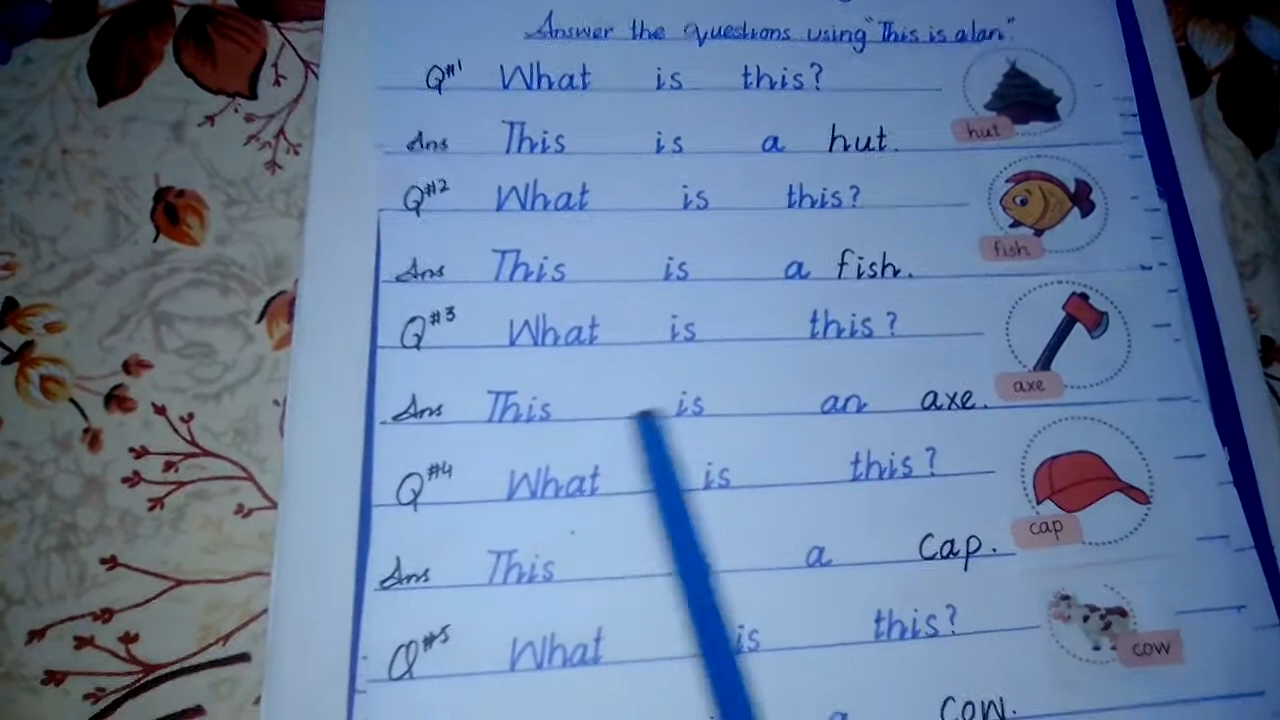 Answer the questions using "This is a/an"
Q#1 What is this?
hut
Ans This is a hut.
Q#2 What is this?
fish
Ans This is a fish.
Q#3 What is this?
axe
Ans This is an axe.
Q#4 What is this?
cap
Ans This a cap.
Q#5 What is this?
cow
a cow.